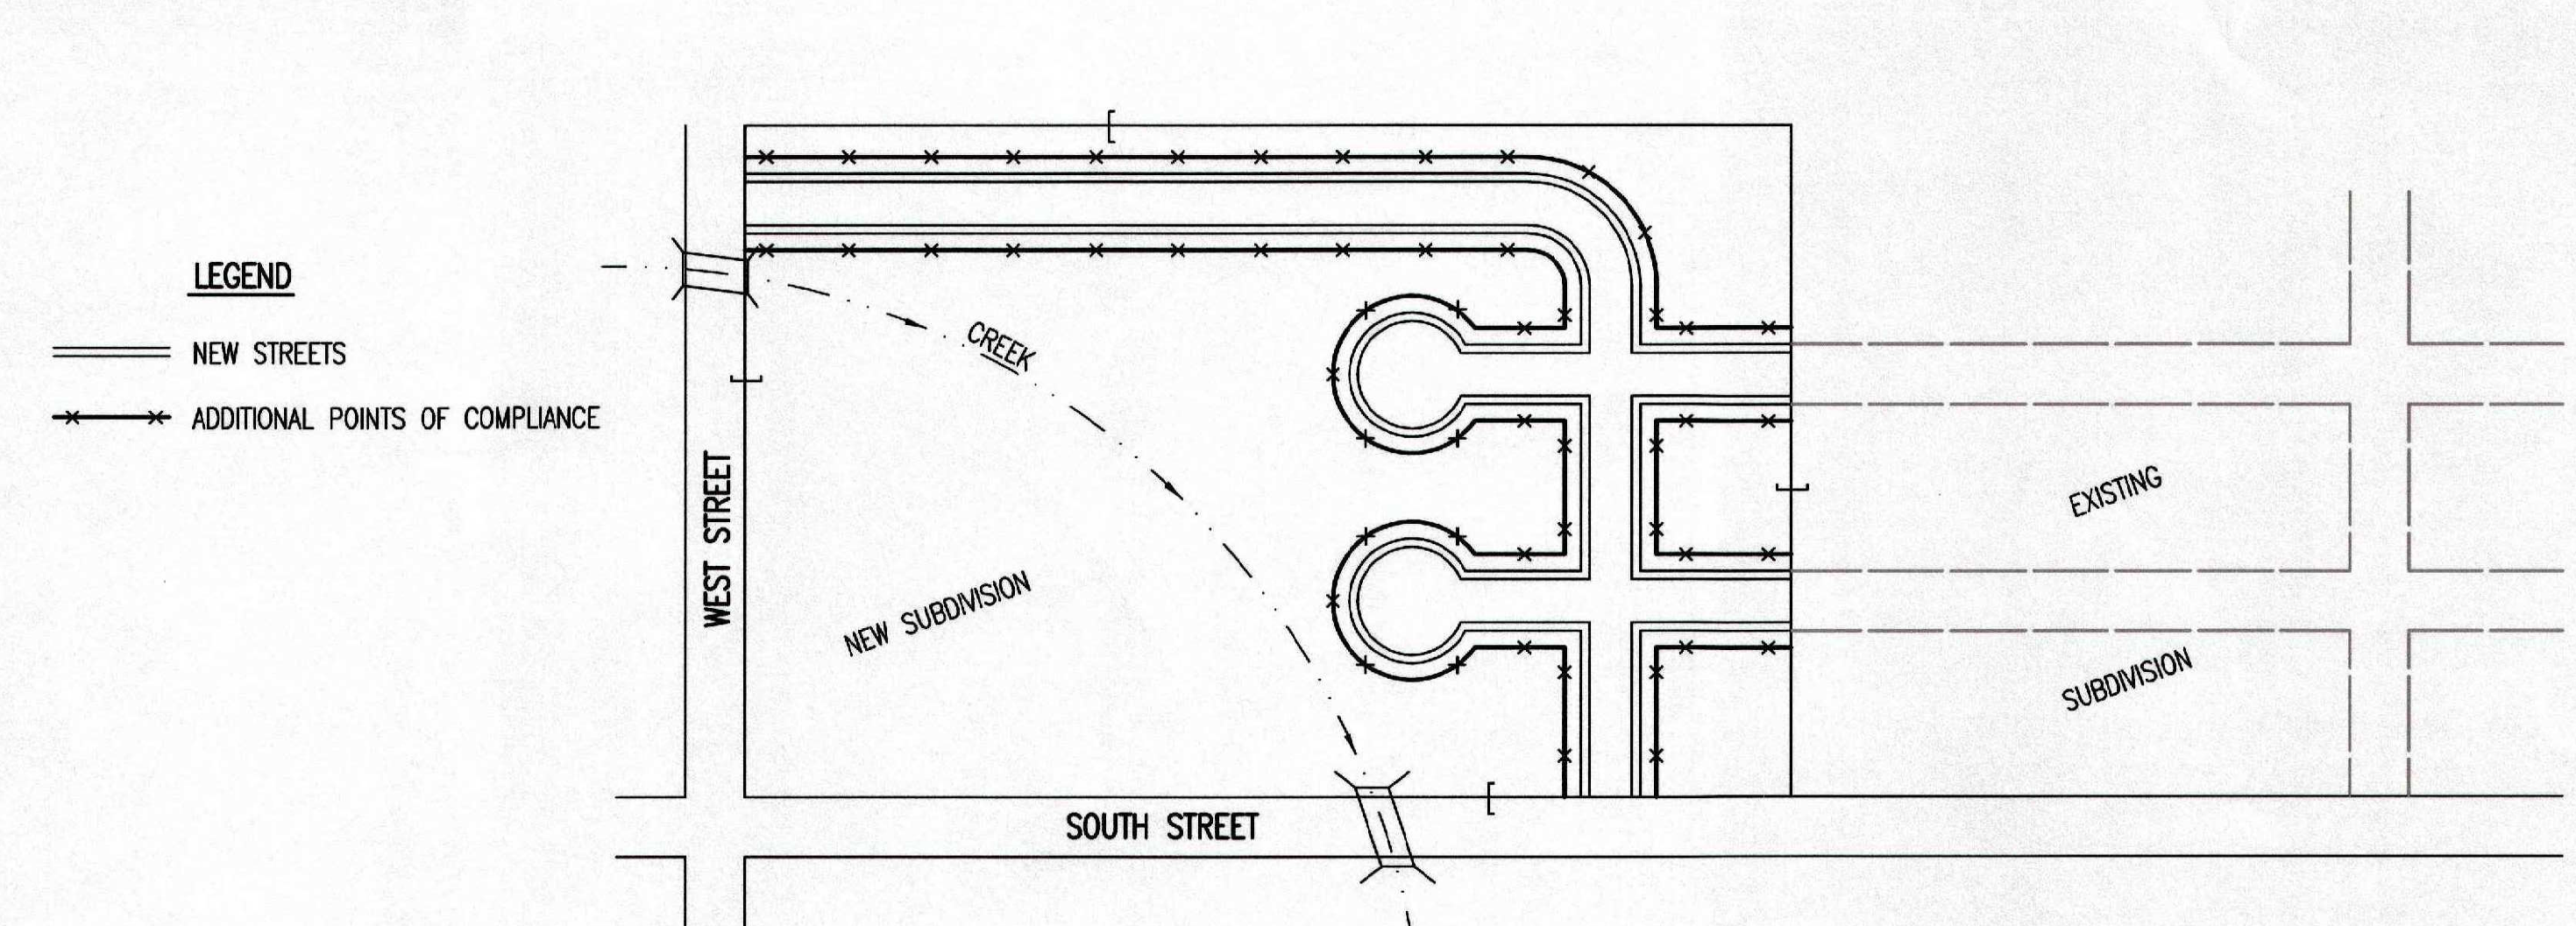 LEGEND
NEW STREETS
ADDITIONAL POINTS OF COMPLIANCE
CREEK
WEST STREET
NEW SUBDIVISION
SOUTH STREET
EXISTING
SUBDIVISION